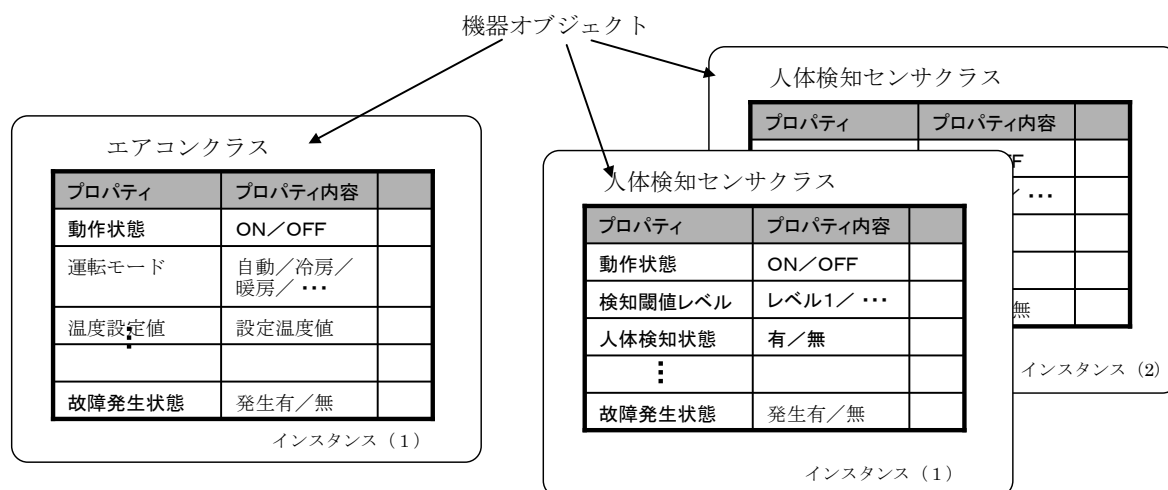 機器オブジェクト
エアコンクラス
プロパティ プロパティ内容
動作状態 ON／OFF
運転モード 自動／冷房／
暖房／ ･･･
温度設定値 設定温度値
⋮
故障発生状態 発生有／無
インスタンス（１）
人体検知センサクラス
プロパティ プロパティ内容
動作状態 ON／OFF
検知閾値レベル レベル1／ ･･･
人体検知状態 有／無
⋮
故障発生状態 発生有／無
インスタンス（１）
人体検知センサクラス
プロパティ プロパティ内容
F
･･･
無
インスタンス（2）